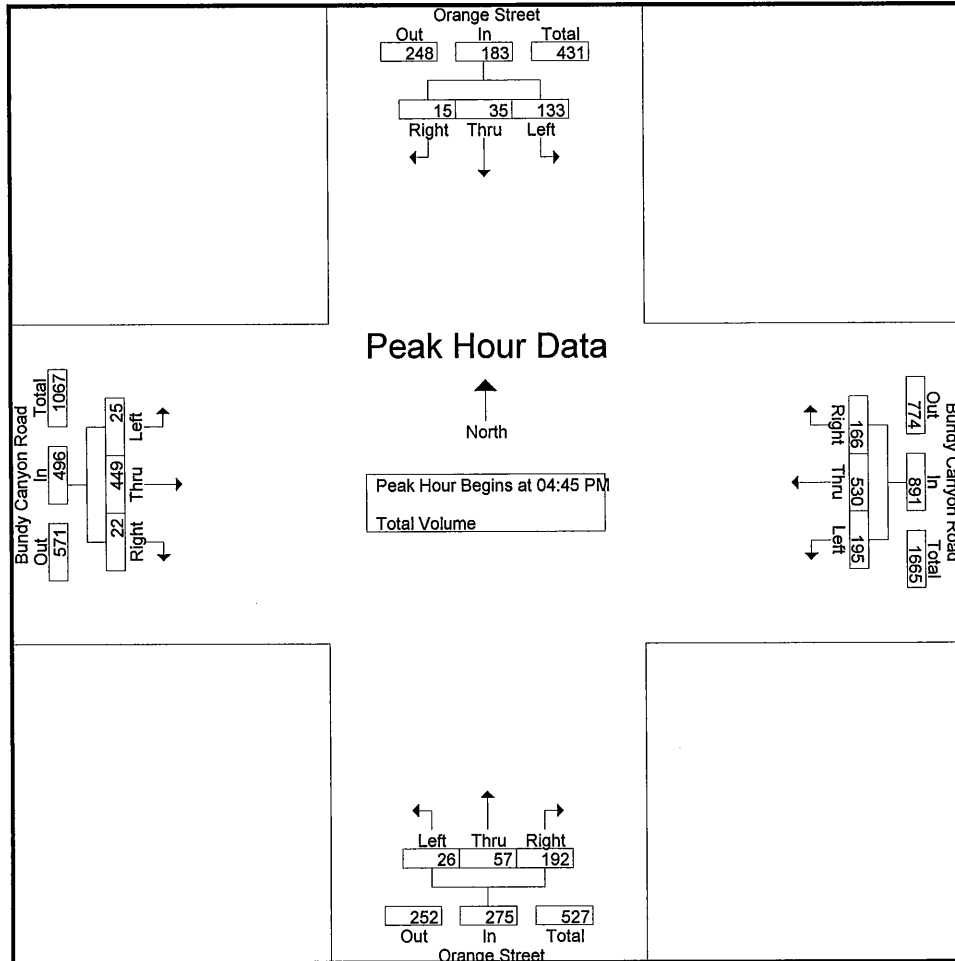 Orange Street
Out In Total
248 183 431
15 35 133
Right Thru Left
Peak Hour Data
North
Peak Hour Begins at 04:45 PM
Total Volume
Bundy Canyon Road
Total In Out
1067 496 571
25 449 22
Left Thru Right
Right Thru Left
166 530 195
Out In Total
774 891 1665
Bundy Canyon Road
Left Thru Right
26 57 192
252 275 527
Out In Total
Orange Street